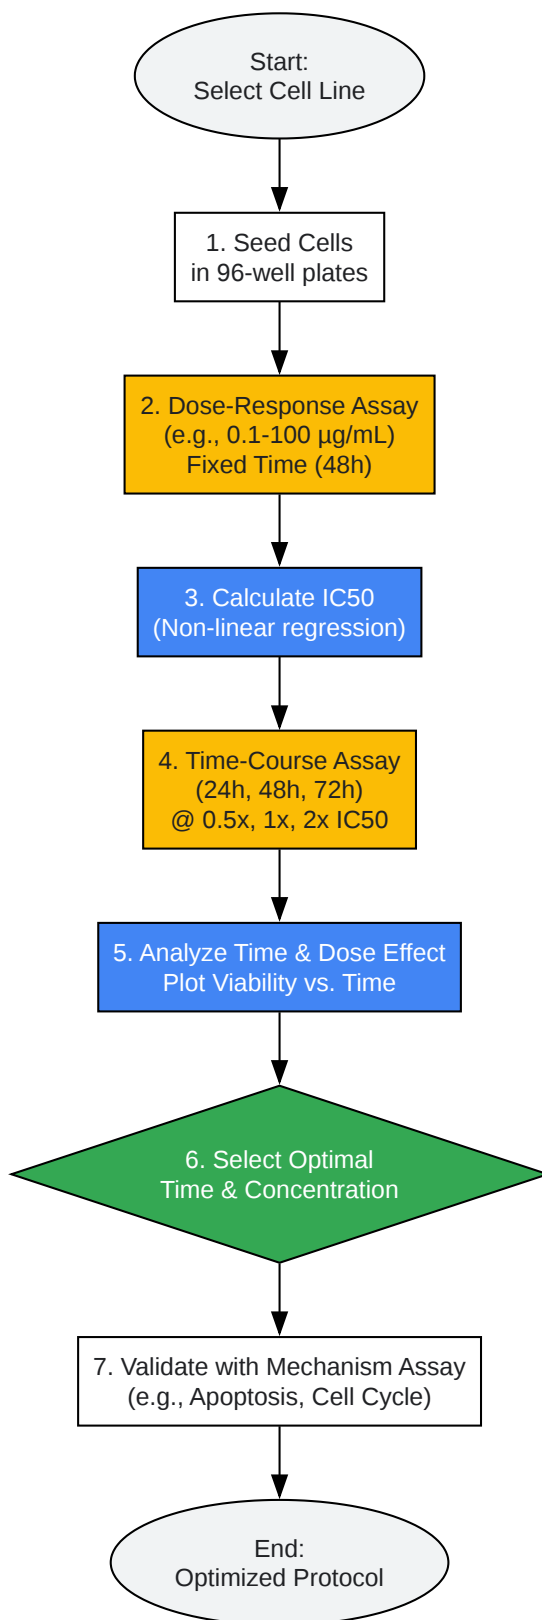 Start:
Select Cell Line
1. Seed Cells
in 96-well plates
2. Dose-Response Assay
(e.g., 0.1-100 µg/mL)
Fixed Time (48h)
3. Calculate IC50
(Non-linear regression)
4. Time-Course Assay
(24h, 48h, 72h)
@ 0.5x, 1x, 2x IC50
5. Analyze Time & Dose Effect
Plot Viability vs. Time
6. Select Optimal
Time & Concentration
7. Validate with Mechanism Assay
(e.g., Apoptosis, Cell Cycle)
End:
Optimized Protocol